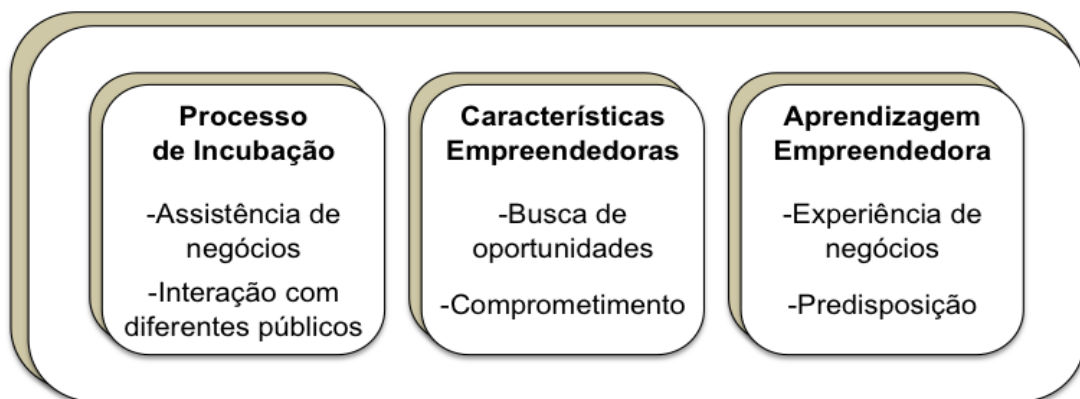 Processo
de Incubação
-Assistência de
negócios
-Interação com
diferentes públicos
Características
Empreendedoras
-Busca de
oportunidades
-Comprometimento
Aprendizagem
Empreendedora
-Experiência de
negócios
-Predisposição